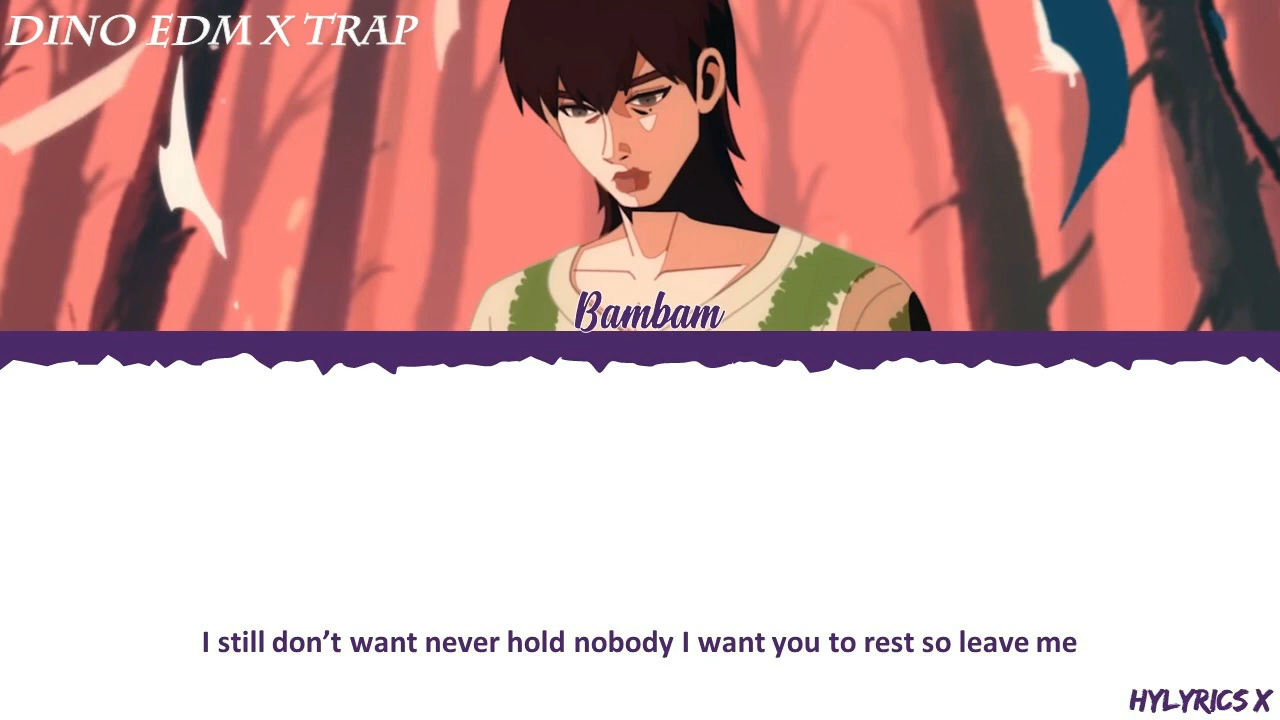 DINO EDM X TRAP
Bambam
I still don’t want never hold nobody I want you to rest so leave me
HYLYRICS X